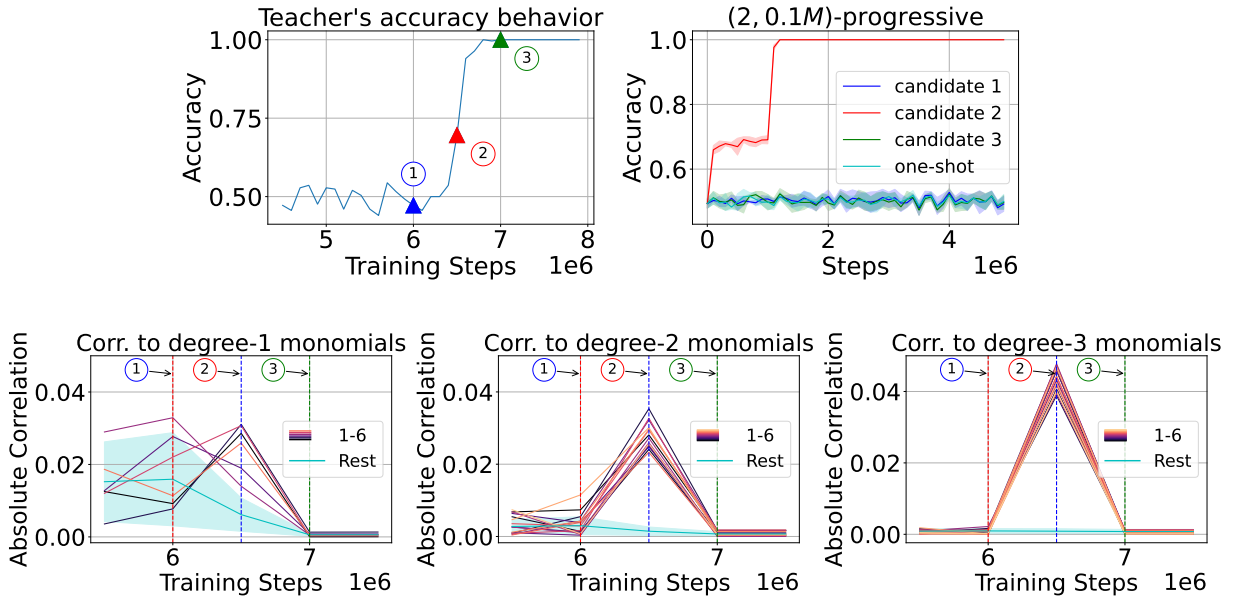 Teacher's accuracy behavior
Accuracy
1.00
0.75
0.50
1
2
3
5
6
7
8
Training Steps
1e6
(2, 0.1M)-progressive
Accuracy
1.0
0.8
0.6
candidate 1
candidate 2
candidate 3
one-shot
0
2
4
Steps
1e6
Corr. to degree-1 monomials
Absolute Correlation
0.04
0.02
0.00
1
2
3
1-6
Rest
6
7
Training Steps
1e6
Corr. to degree-2 monomials
Absolute Correlation
0.04
0.02
0.00
1
2
3
1-6
Rest
6
7
Training Steps
1e6
Corr. to degree-3 monomials
Absolute Correlation
0.04
0.02
0.00
1
2
3
1-6
Rest
6
7
Training Steps
1e6